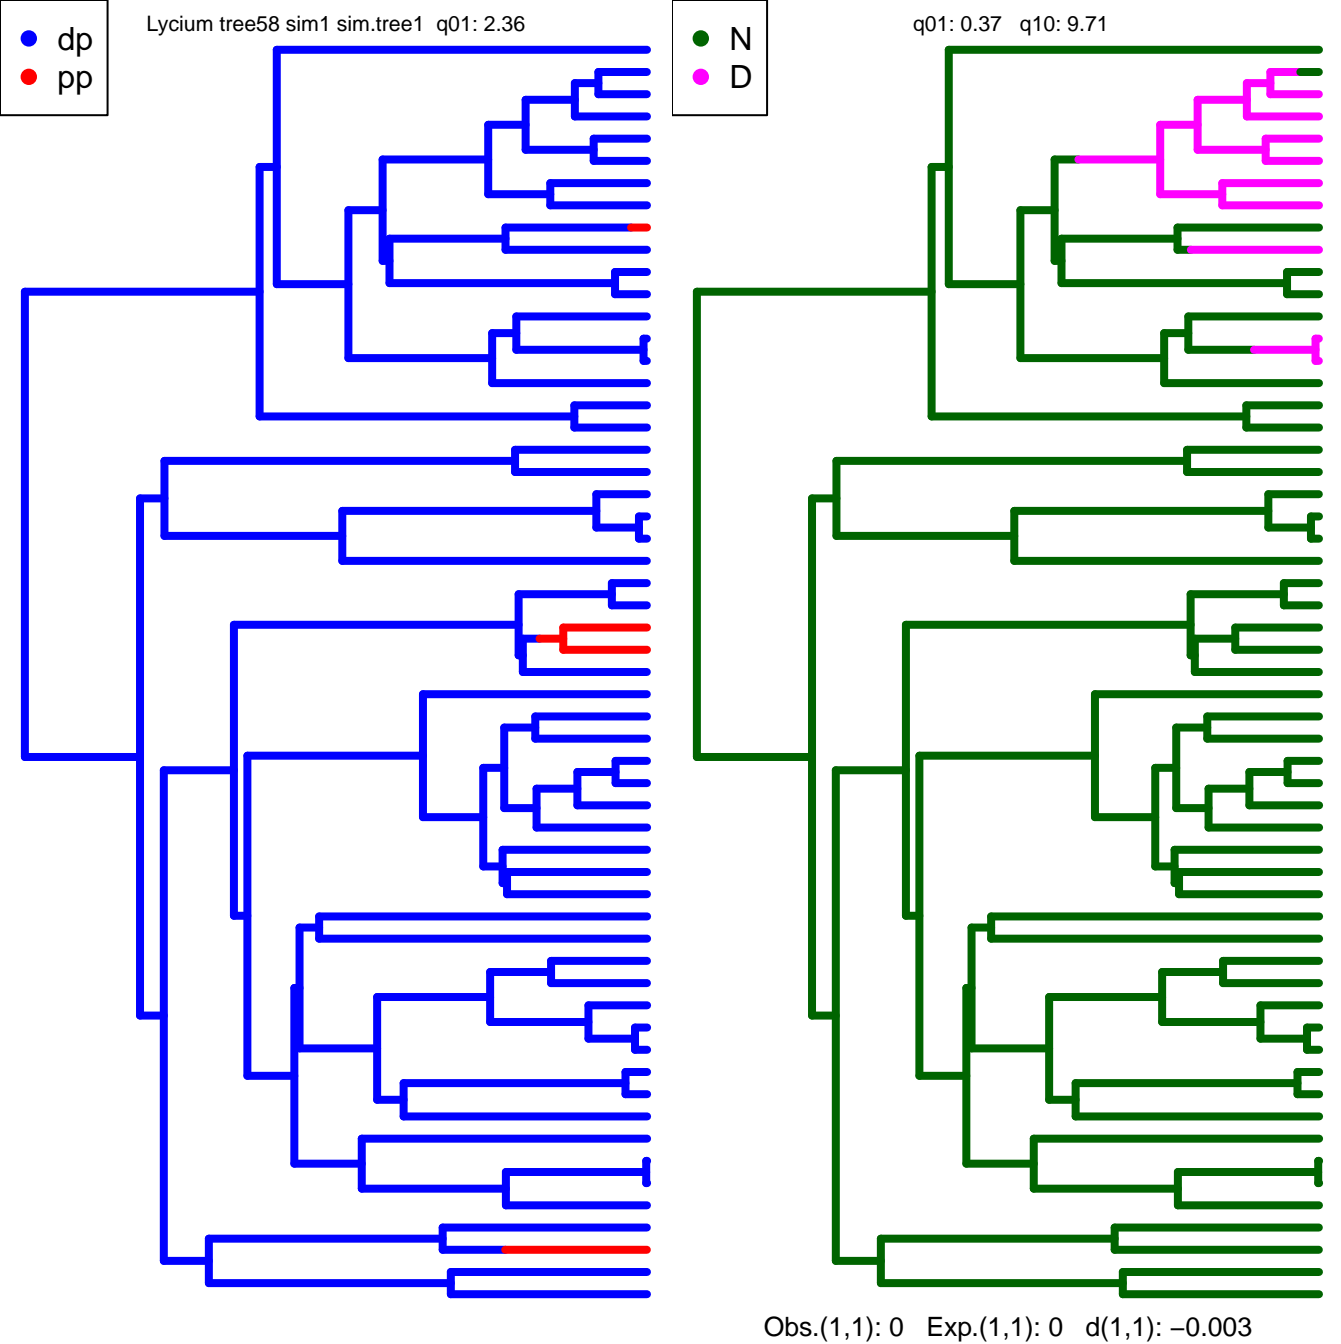 Lycium tree58 sim1 sim.tree1 q01: 2.36
dp
pp
q01: 0.37 q10: 9.71
N
D
Obs.(1,1): 0 Exp.(1,1): 0 d(1,1): −0.003